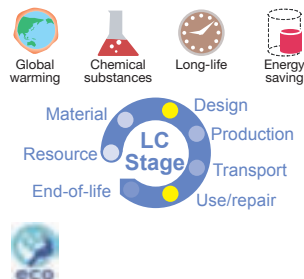 Global
warming
Chemical
substances
Long-life
Energy
saving
Material
Design
LC
Stage
Production
Resource
Transport
End-of-life
Use/repair
eco